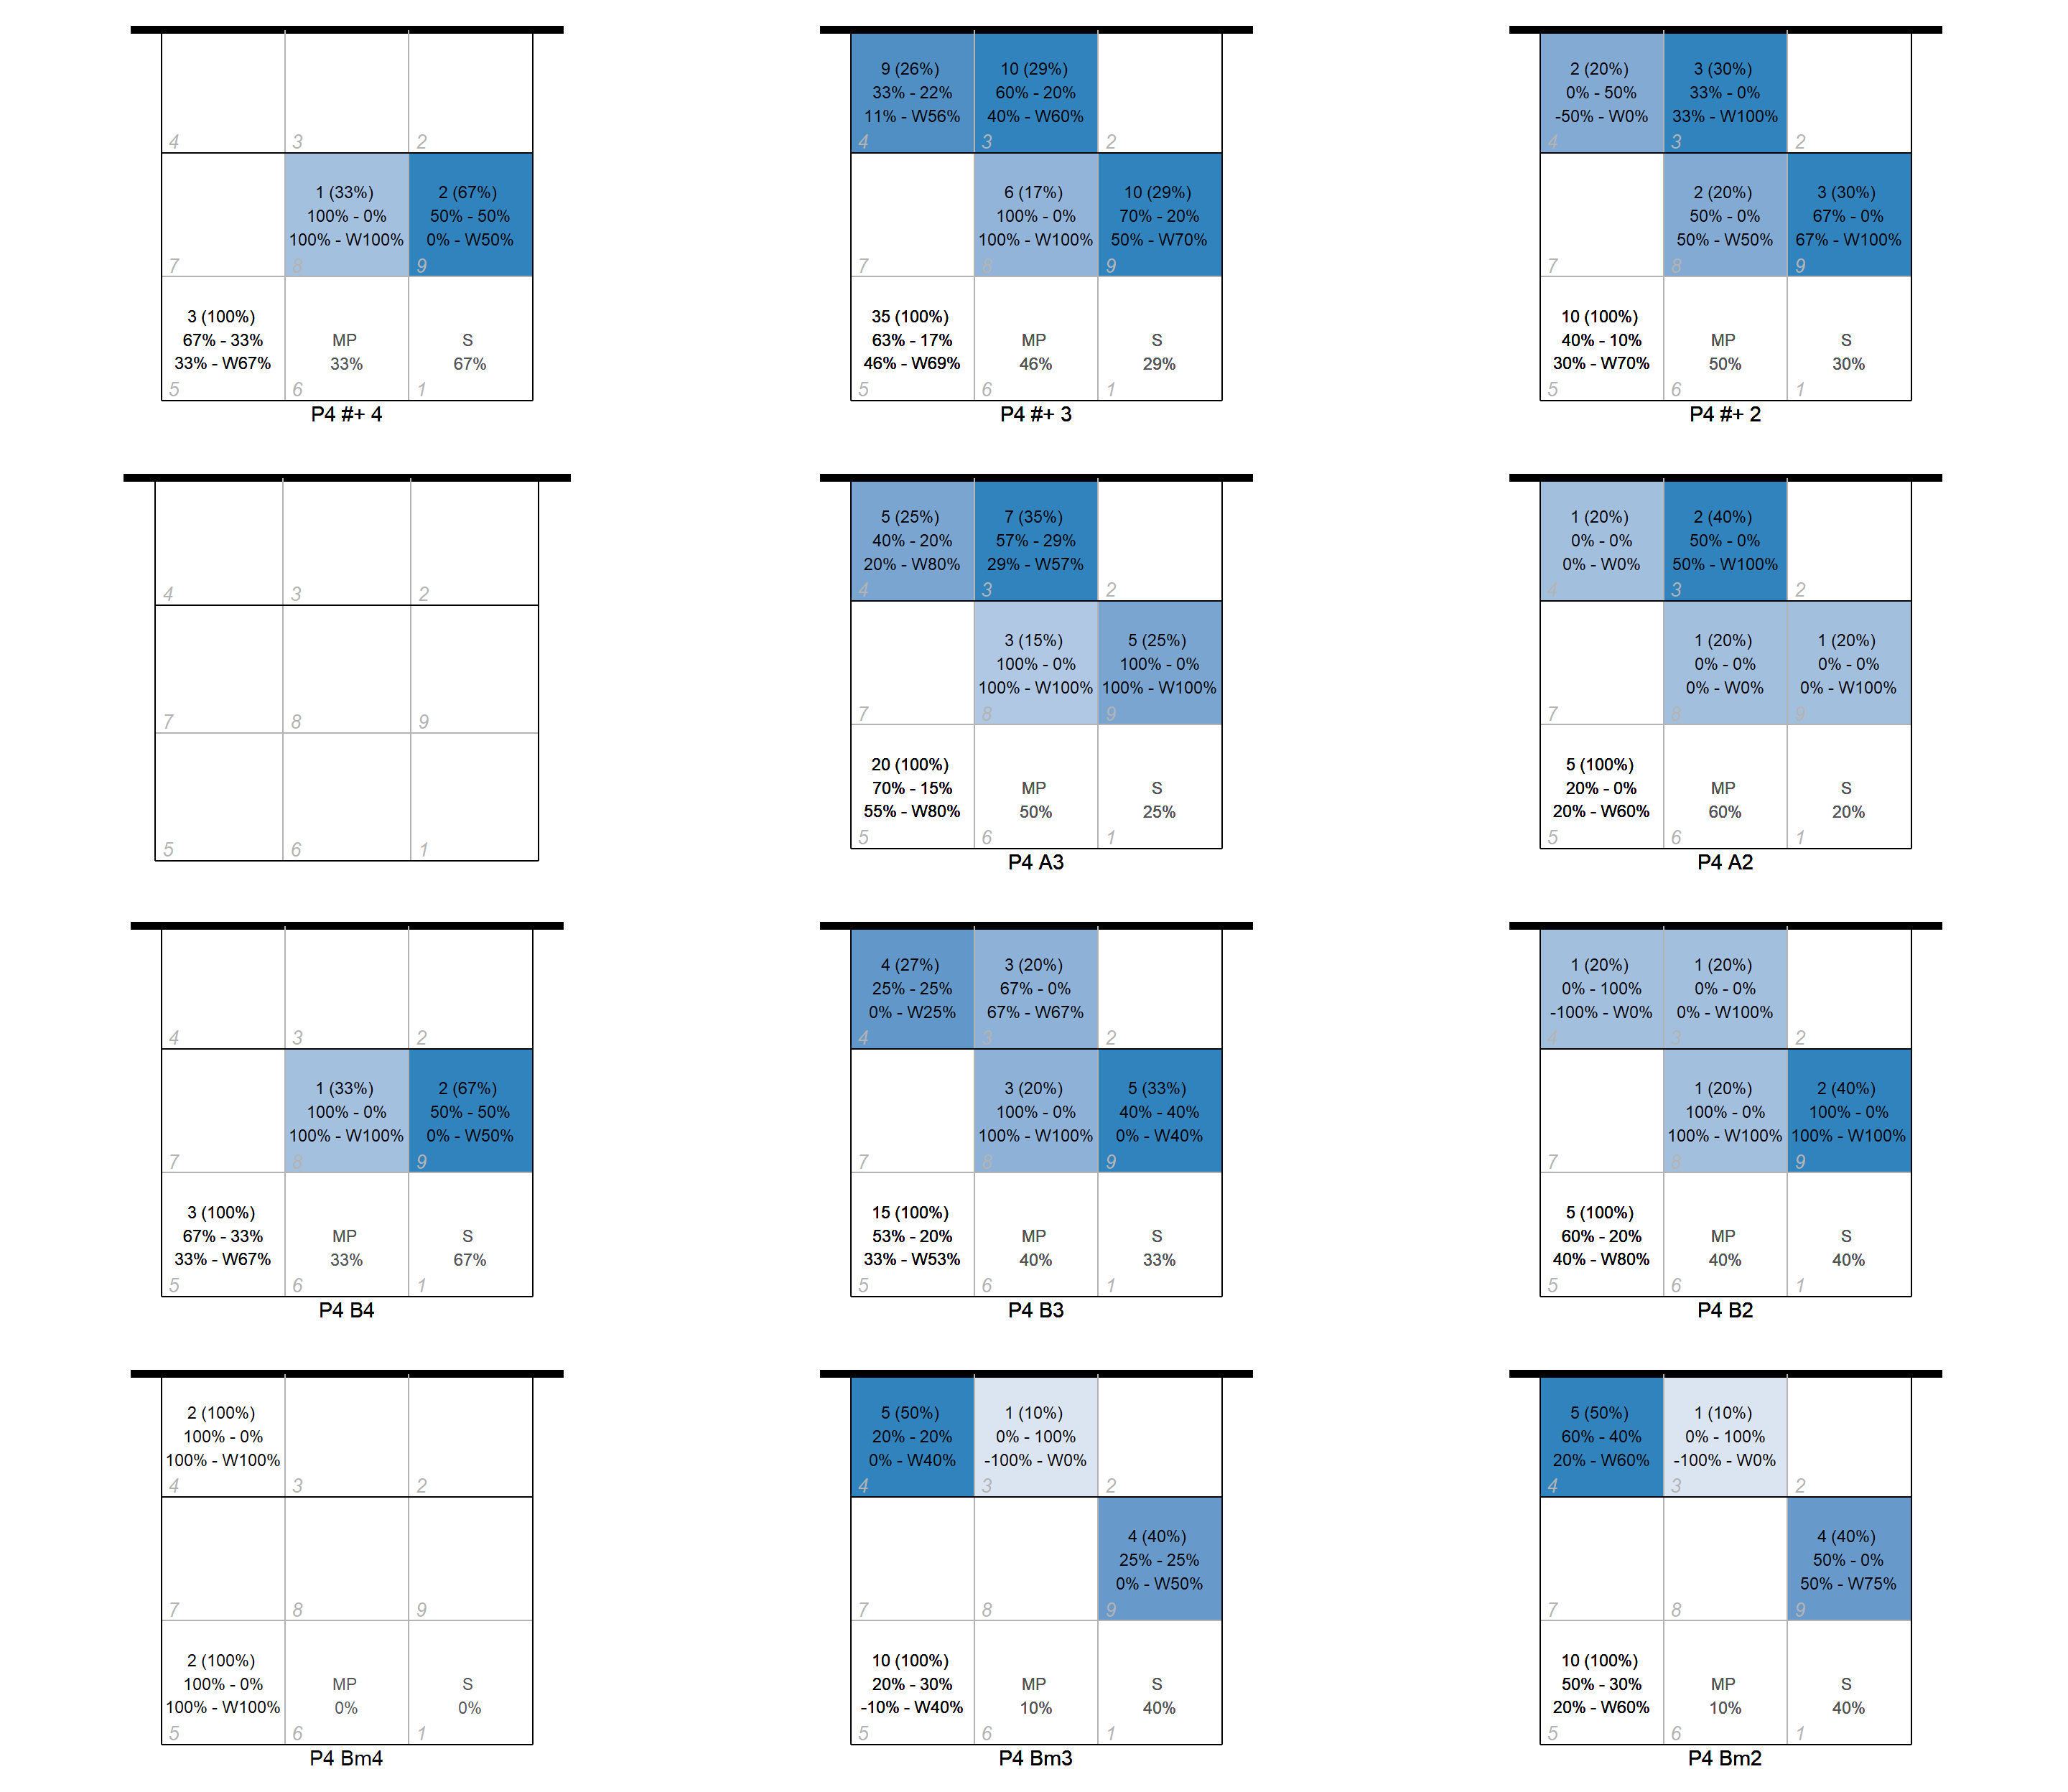 9 (26%) 10 (29%) 2 (20%) 3 (30%)
33% - 22% 60% - 20% 0% - 50% 33% - 0%
11% - W56% 40% - W60% -50% - W0% 33% - W100%
4 3 2 4 3 2 4 3 2
1 (33%) 2 (67%) 6 (17%) 10 (29%) 2 (20%) 3 (30%)
100% - 0% 50% - 50% 100% - 0% 70% - 20% 50% - 0% 67% - 0%
100% - W100% 0% - W50% 100% - W100% 50% - W70% 50% - W50% 67% - W100%
7 8 9 7 8 9 7 8 9
3 (100%) 35 (100%) 10 (100%)
67% - 33% MP S 63% - 17% MP S 40% - 10% MP S
33% - W67% 33% 67% 46% - W69% 46% 29% 30% - W70% 50% 30%
5 6 1 5 6 1 5 6 1
P4 #+ 4 P4 #+ 3 P4 #+ 2
5 (25%) 7 (35%) 1 (20%) 2 (40%)
40% - 20% 57% - 29% 0% - 0% 50% - 0%
20% - W80% 29% - W57% 0% - W0% 50% - W100%
4 3 2 4 3 2 4 3 2
3 (15%) 5 (25%) 1 (20%) 1 (20%)
100% - 0% 100% - 0% 0% - 0% 0% - 0%
100% - W100% 100% - W100% 0% - W0% 0% - W100%
7 8 9 7 8 9 7 8 9
20 (100%) 5 (100%)
70% - 15% MP S 20% - 0% MP S
55% - W80% 50% 25% 20% - W60% 60% 20%
5 6 1 5 6 1 5 6 1
P4 A3 P4 A2
4 (27%) 3 (20%) 1 (20%) 1 (20%)
25% - 25% 67% - 0% 0% - 100% 0% - 0%
0% - W25% 67% - W67% -100% - W0% 0% - W100%
4 3 2 4 3 2 4 3 2
1 (33%) 2 (67%) 3 (20%) 5 (33%) 1 (20%) 2 (40%)
100% - 0% 50% - 50% 100% - 0% 40% - 40% 100% - 0% 100% - 0%
100% - W100% 0% - W50% 100% - W100% 0% - W40% 100% - W100% 100% - W100%
7 8 9 7 8 9 7 8 9
3 (100%) 15 (100%) 5 (100%)
67% - 33% MP S 53% - 20% MP S 60% - 20% MP S
33% - W67% 33% 67% 33% - W53% 40% 33% 40% - W80% 40% 40%
5 6 1 5 6 1 5 6 1
P4 B4 P4 B3 P4 B2
2 (100%) 5 (50%) 1 (10%) 5 (50%) 1 (10%)
100% - 0% 20% - 20% 0% - 100% 60% - 40% 0% - 100%
100% - W100% 0% - W40% -100% - W0% 20% - W60% -100% - W0%
4 3 2 4 3 2 4 3 2
4 (40%) 4 (40%)
25% - 25% 50% - 0%
0% - W50% 50% - W75%
7 8 9 7 8 9 7 8 9
2 (100%) 10 (100%) 10 (100%)
100% - 0% MP S 20% - 30% MP S 50% - 30% MP S
100% - W100% 0% 0% -10% - W40% 10% 40% 20% - W60% 10% 40%
5 6 1 5 6 1 5 6 1
P4 Bm4 P4 Bm3 P4 Bm2